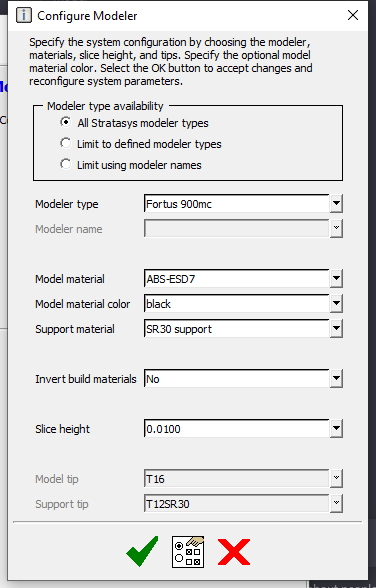 Configure Modeler
Specify the system configuration by choosing the modeler,
materials, slice height, and tips. Specify the optional model
material color. Select the OK button to accept changes and
reconfigure system parameters.
Modeler type availability
All Stratasys modeler types
Limit to defined modeler types
Limit using modeler names
Modeler type Fortus 900mc
Modeler name
Model material ABS-ESD7
Model material color black
Support material SR30 support
Invert build materials No
Slice height 0.0100
Model tip T16
Support tip T12SR30